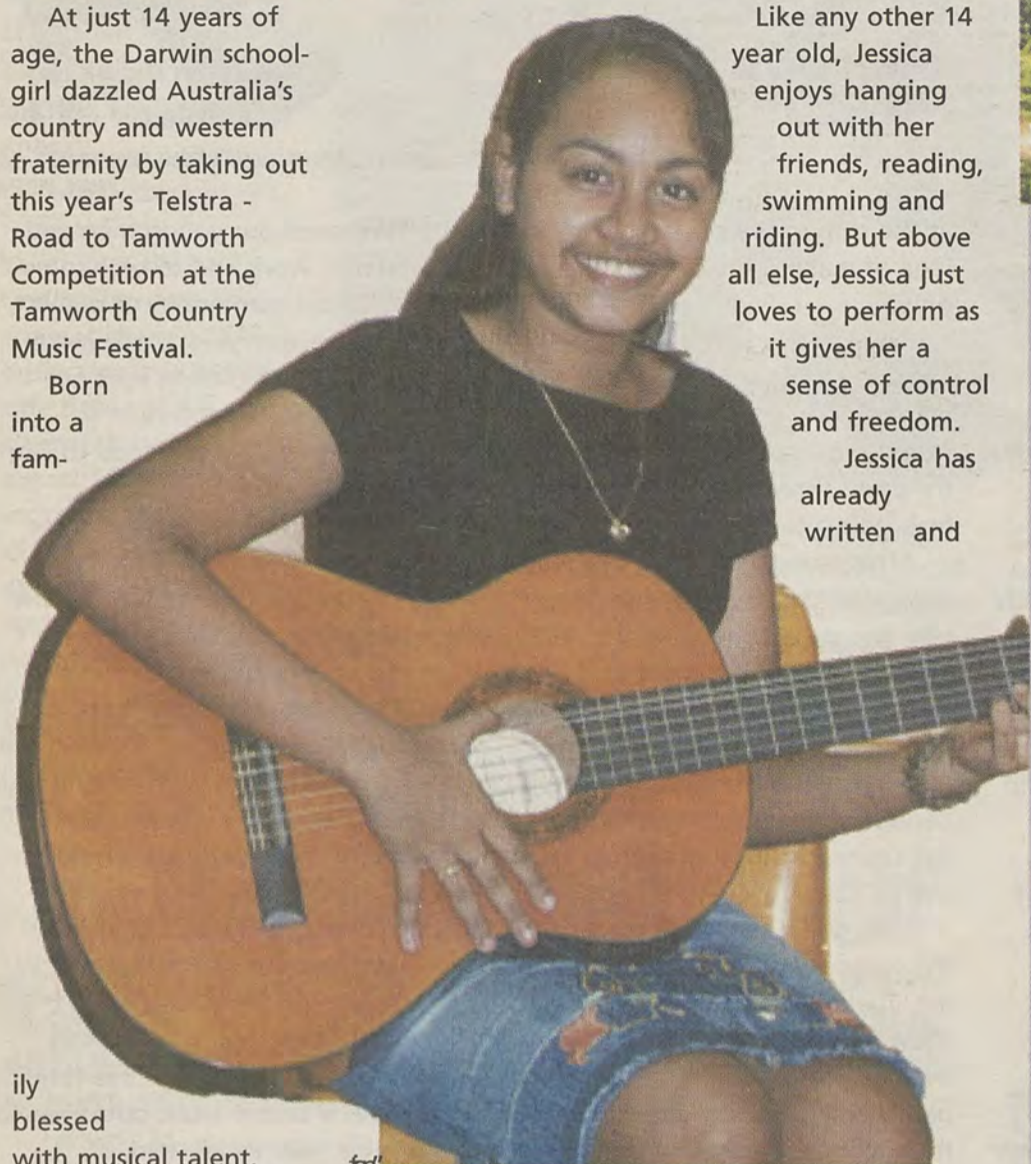 At just 14 years of
age, the Darwin school-
girl dazzled Australia's
country and western
fraternity by taking out
this year's Telstra -
Road to Tamworth
Competition at the
Tamworth Country
Music Festival.
Born
into a
fam-
ily
blessed
with musical talent,
Like any other 14
year old, Jessica
enjoys hanging
out with her
friends, reading,
swimming and
riding. But above
all else, Jessica just
loves to perform as
it gives her a
sense of control
and freedom.
Jessica has
already
written and